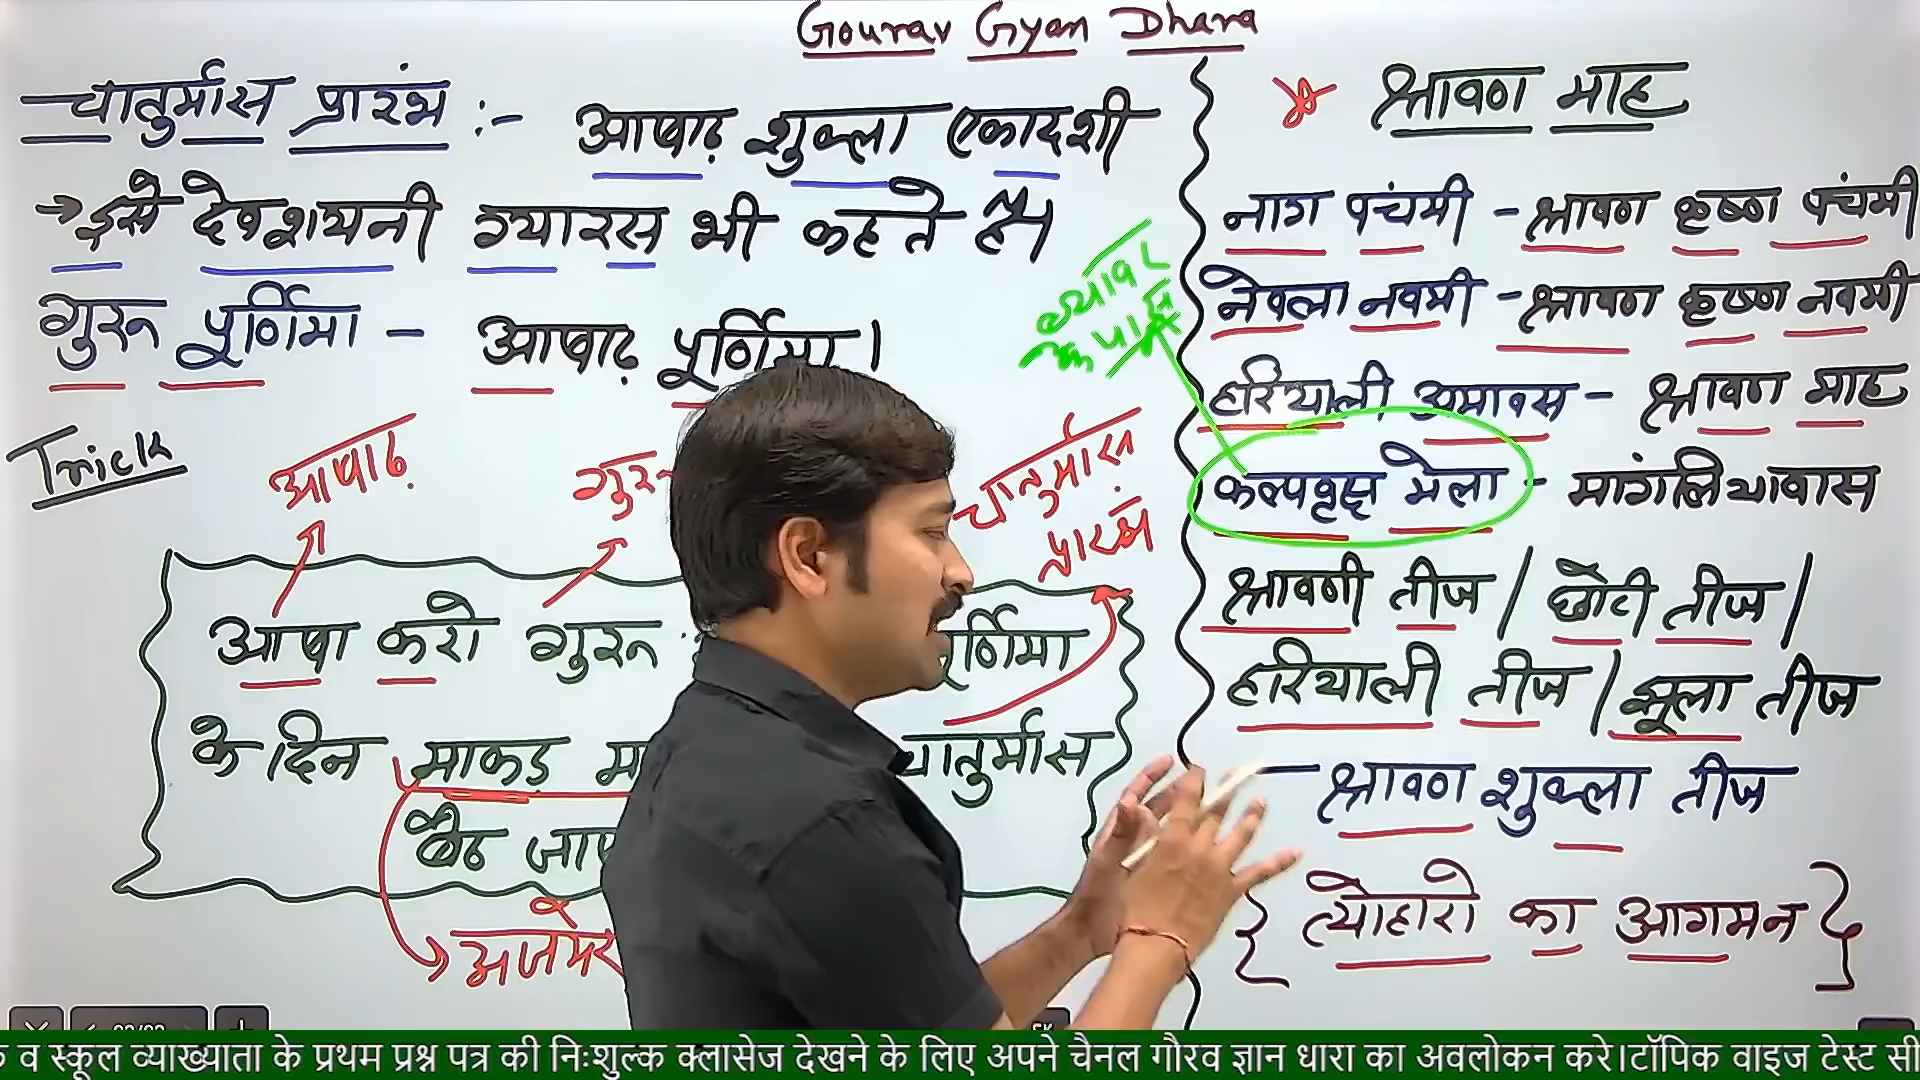 Gourav Gyan Dhara
चातुर्मास प्रारंभ :- आषाढ़ शुक्ला एकादशी
→ इसे देवशयनी ग्यारस भी कहते है।
गुरू पूर्णिमा - आषाढ़ पूर्णिमा।
Trick
आषाढ़
गुरू
चातुर्मास
प्रारंभ
आषा करो गुरू पूर्णिमा
के दिन माकड़ चातुर्मास
बैठ
अजमेर
श्रावण माह
नाग पंचमी - श्रावण कृष्ण पंचमी
नेवला नवमी - श्रावण कृष्ण नवमी
ब्यावर
के पास
हरियाली अमावस - श्रावण माह
कल्पवृक्ष मेला - मांगलियावास
श्रावणी तीज / छोटी तीज /
हरियाली तीज / झूला तीज
- श्रावण शुक्ला तीज
{ त्योहारो का आगमन }
व स्कूल व्याख्याता के प्रथम प्रश्न पत्र की निःशुल्क क्लासेज देखने के लिए अपने चैनल गौरव ज्ञान धारा का अवलोकन करे।टॉपिक वाइज टेस्ट सी